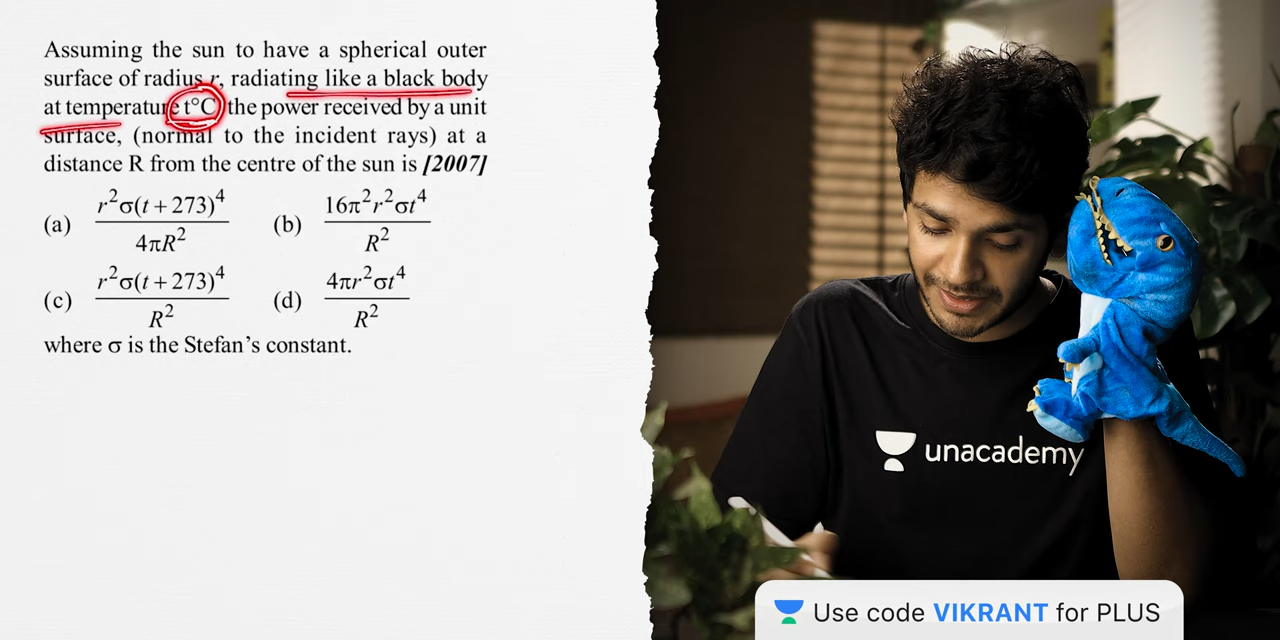 Assuming the sun to have a spherical outer
surface of radius r, radiating like a black body
at temperature t°C, the power received by a unit
surface, (normal to the incident rays) at a
distance R from the centre of the sun is [2007]
(a) r²σ(t + 273)⁴ / 4πR² (b) 16π²r²σt⁴ / R²
(c) r²σ(t + 273)⁴ / R² (d) 4πr²σt⁴ / R²
where σ is the Stefan's constant.
unacademy
Use code VIKRANT for PLUS